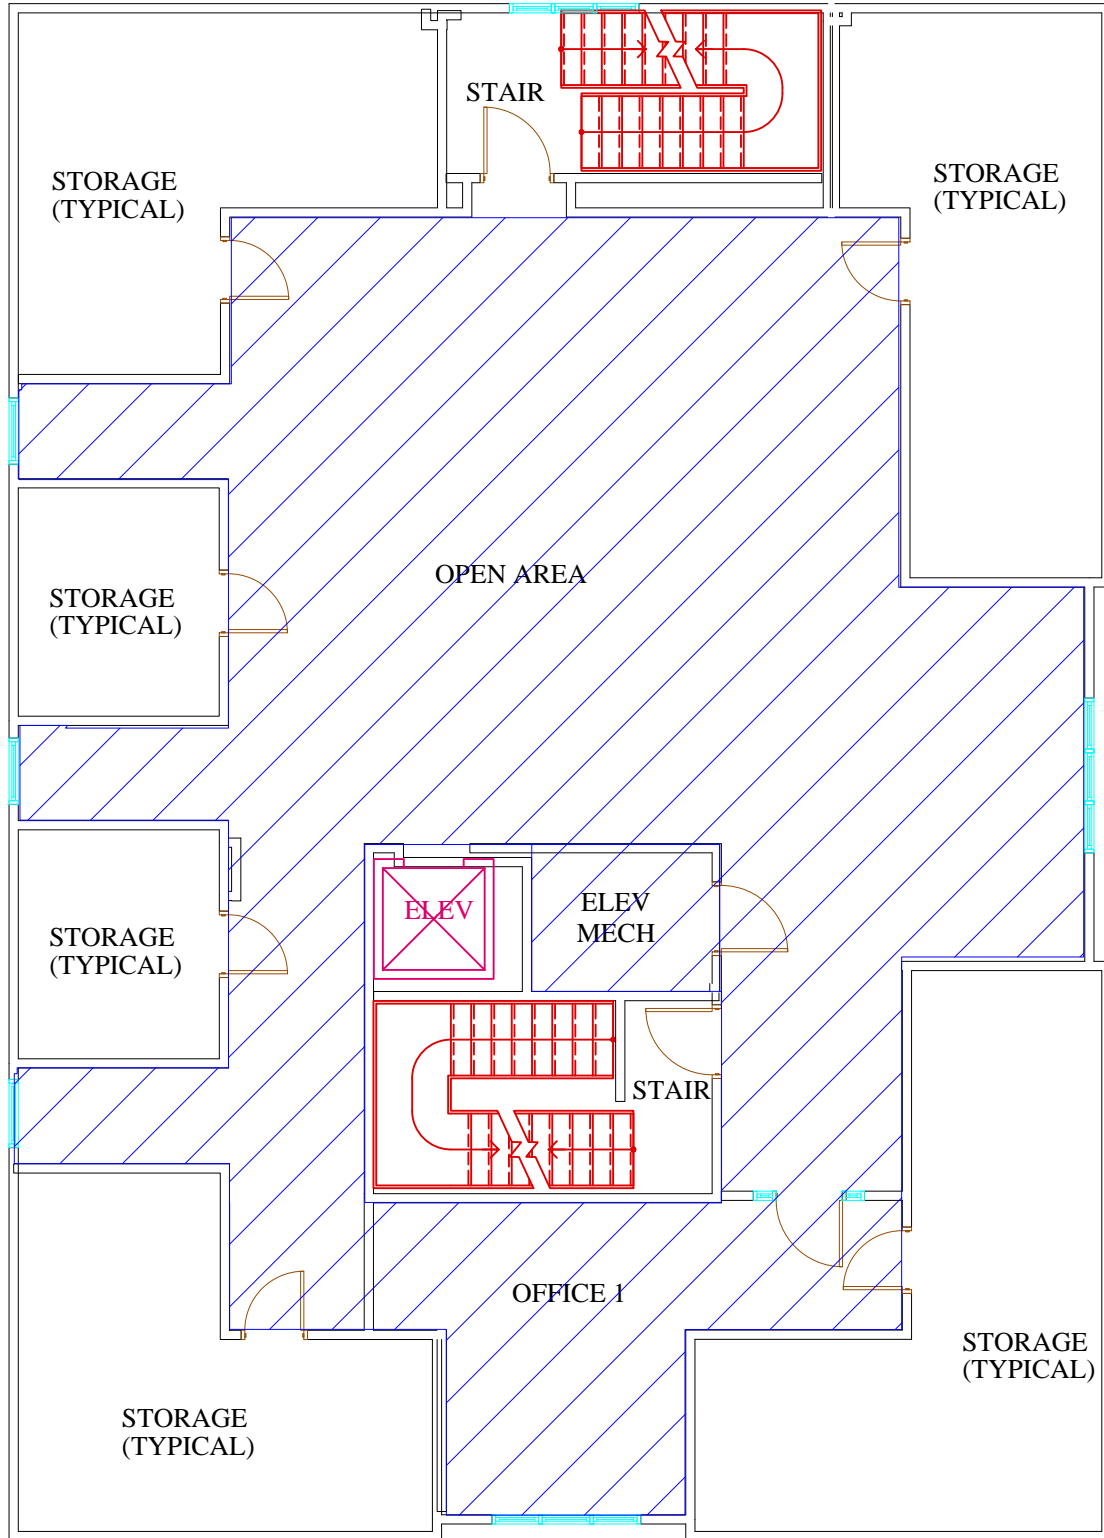 STAIR
STORAGE
(TYPICAL)
STORAGE
(TYPICAL)
OPEN AREA
STORAGE
(TYPICAL)
ELEV
ELEV
MECH
STORAGE
(TYPICAL)
STAIR
OFFICE 1
STORAGE
(TYPICAL)
STORAGE
(TYPICAL)